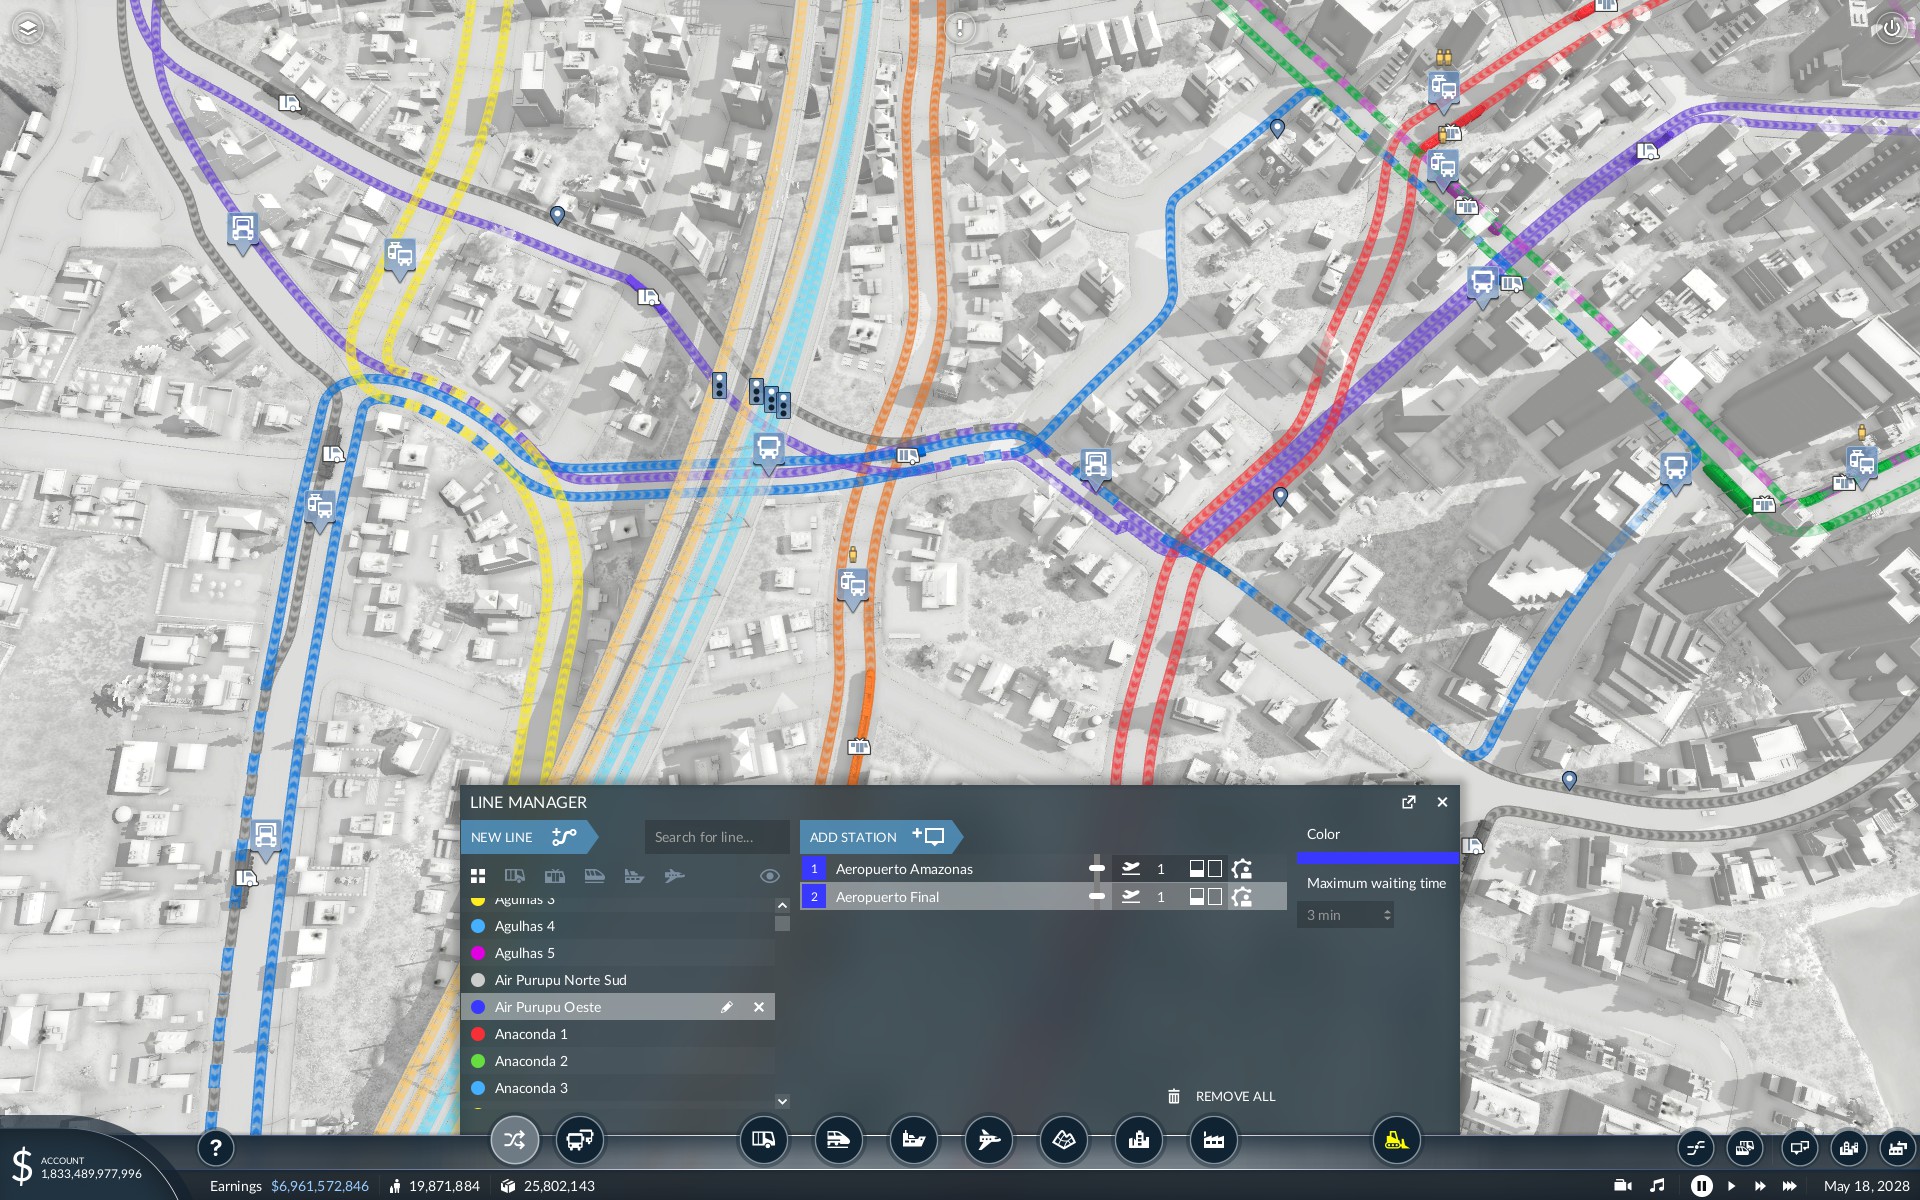 LINE MANAGER
NEW LINE
Search for line...
ADD STATION
Color
1 Aeropuerto Amazonas 1
Maximum waiting time
2 Aeropuerto Final 1
3 min
Agulhas 3
Agulhas 4
Agulhas 5
Air Purupu Norte Sud
Air Purupu Oeste
Anaconda 1
Anaconda 2
Anaconda 3
REMOVE ALL
?
$ ACCOUNT
1,833,489,977,996
Earnings $6,961,572,846 19,871,884 25,802,143
May 18, 2028